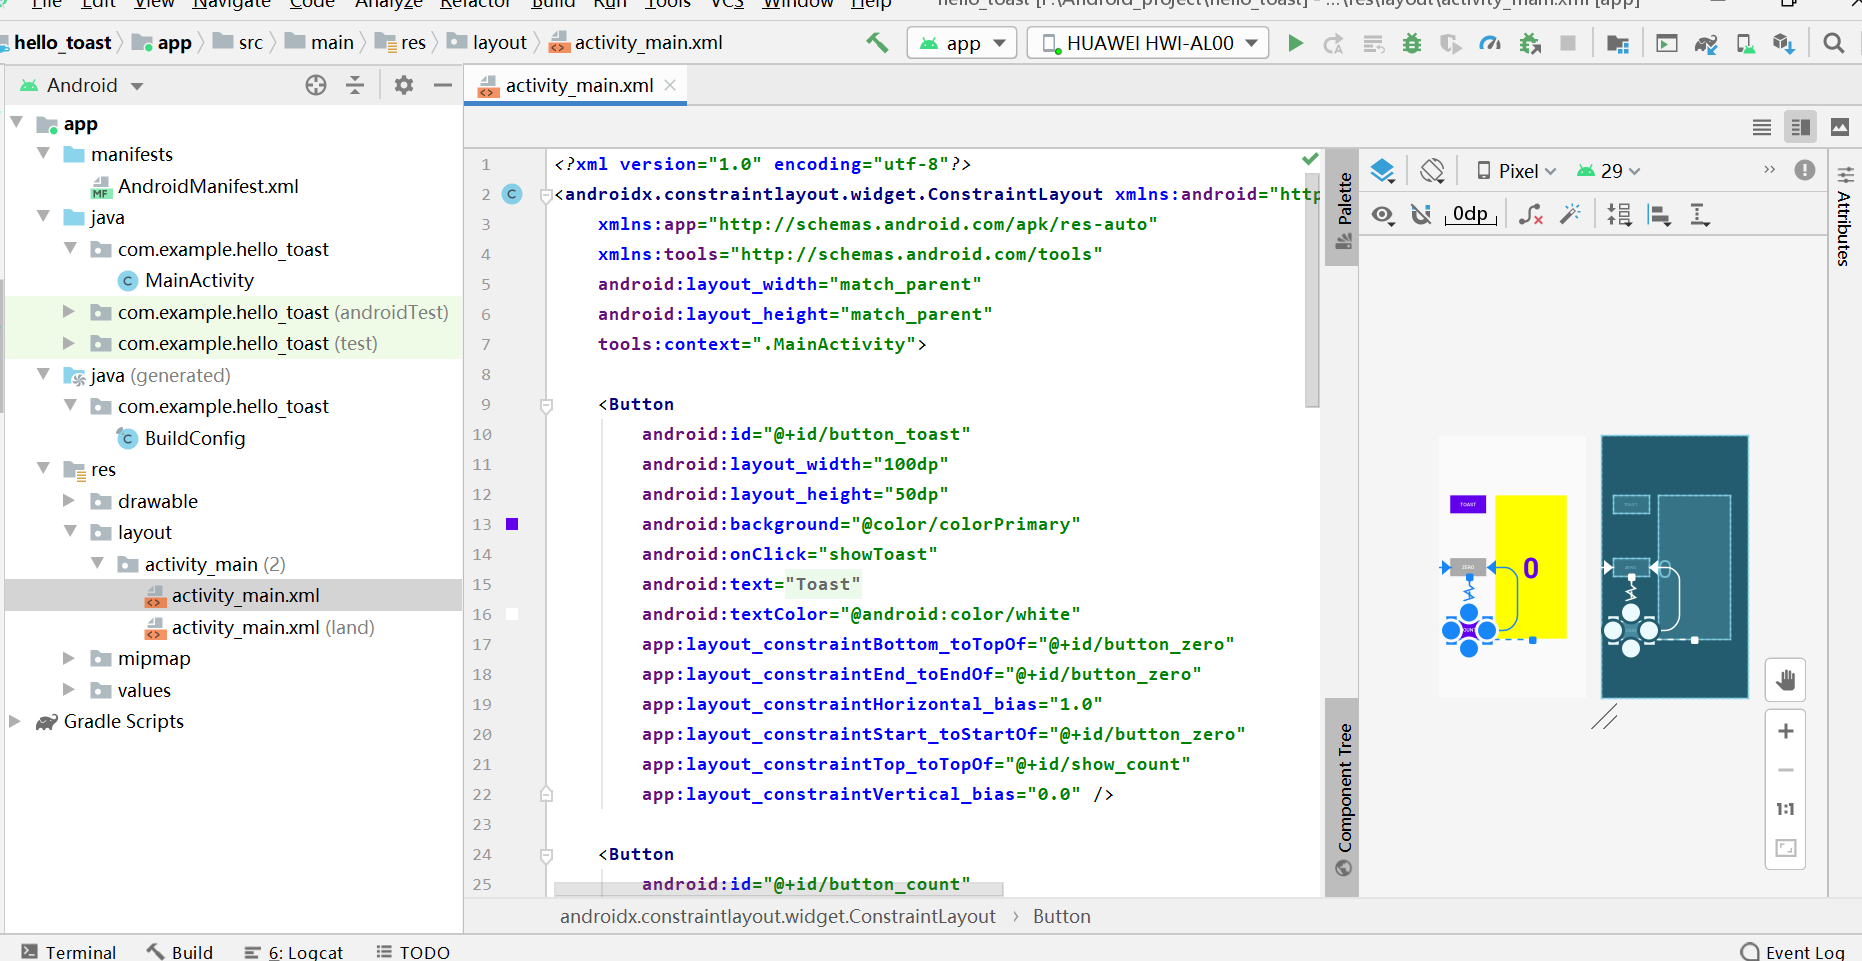 File Edit View Navigate Code Analyze Refactor Build Run Tools VCS Window Help
hello_toast [F:\Android_project\hello_toast] - ...\res\layout\activity_main.xml [app]
hello_toast app src main res layout activity_main.xml
app HUAWEI HWI-AL00
Android
activity_main.xml
app
manifests
AndroidManifest.xml
java
com.example.hello_toast
MainActivity
com.example.hello_toast (androidTest)
com.example.hello_toast (test)
java (generated)
com.example.hello_toast
BuildConfig
res
drawable
layout
activity_main (2)
activity_main.xml
activity_main.xml (land)
mipmap
values
Gradle Scripts
1 <?xml version="1.0" encoding="utf-8"?>
2 <androidx.constraintlayout.widget.ConstraintLayout xmlns:android="http
3 xmlns:app="http://schemas.android.com/apk/res-auto"
4 xmlns:tools="http://schemas.android.com/tools"
5 android:layout_width="match_parent"
6 android:layout_height="match_parent"
7 tools:context=".MainActivity">
8
9 <Button
10 android:id="@+id/button_toast"
11 android:layout_width="100dp"
12 android:layout_height="50dp"
13 android:background="@color/colorPrimary"
14 android:onClick="showToast"
15 android:text="Toast"
16 android:textColor="@android:color/white"
17 app:layout_constraintBottom_toTopOf="@+id/button_zero"
18 app:layout_constraintEnd_toEndOf="@+id/button_zero"
19 app:layout_constraintHorizontal_bias="1.0"
20 app:layout_constraintStart_toStartOf="@+id/button_zero"
21 app:layout_constraintTop_toTopOf="@+id/show_count"
22 app:layout_constraintVertical_bias="0.0" />
23
24 <Button
25 android:id="@+id/button_count"
androidx.constraintlayout.widget.ConstraintLayout › Button
Palette
Component Tree
Pixel 29
0dp
Attributes
TOAST
ZERO
0
1:1
Terminal Build 6: Logcat TODO
Event Log